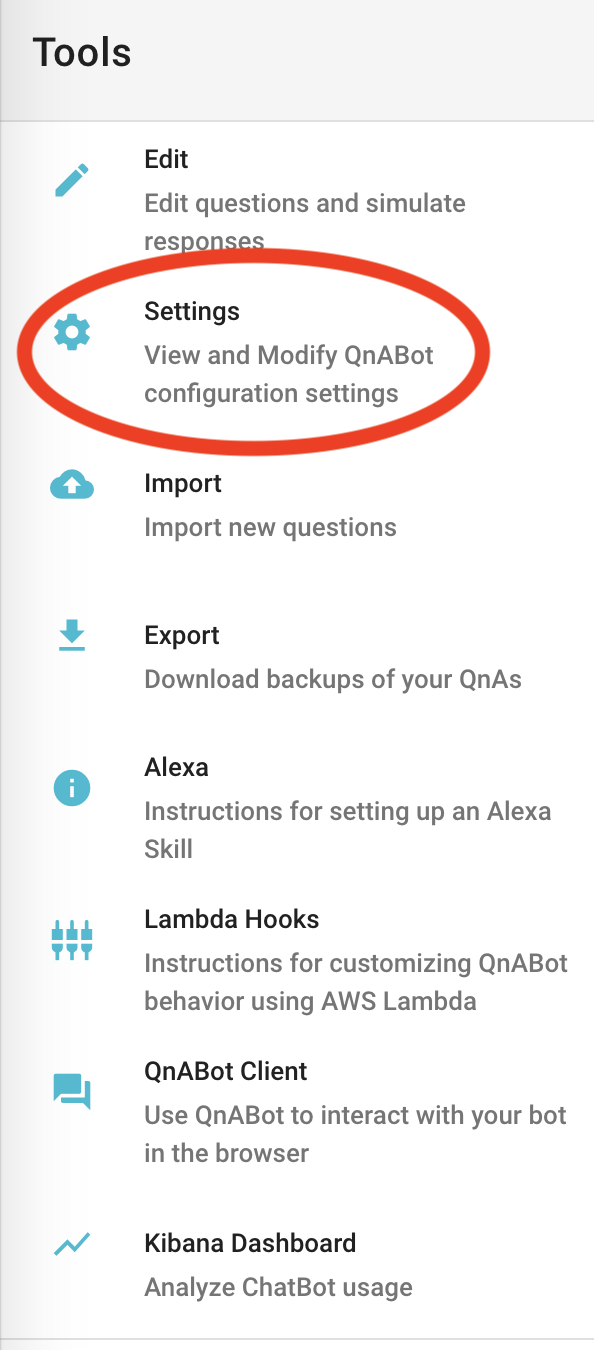 Tools
Edit
Edit questions and simulate
responses
Settings
View and Modify QnABot
configuration settings
Import
Import new questions
Export
Download backups of your QnAs
Alexa
Instructions for setting up an Alexa
Skill
Lambda Hooks
Instructions for customizing QnABot
behavior using AWS Lambda
QnABot Client
Use QnABot to interact with your bot
in the browser
Kibana Dashboard
Analyze ChatBot usage